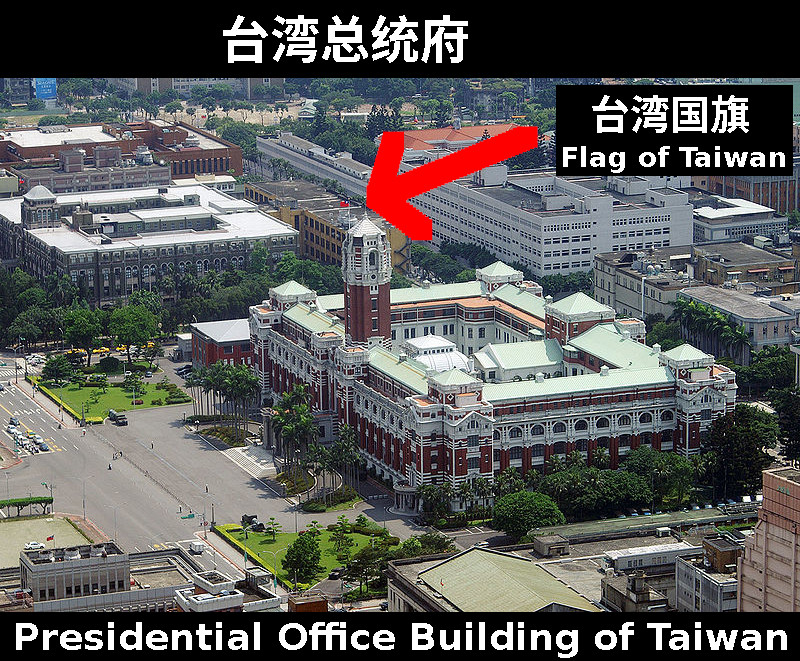 台湾总统府
台湾国旗
Flag of Taiwan
Presidential Office Building of Taiwan